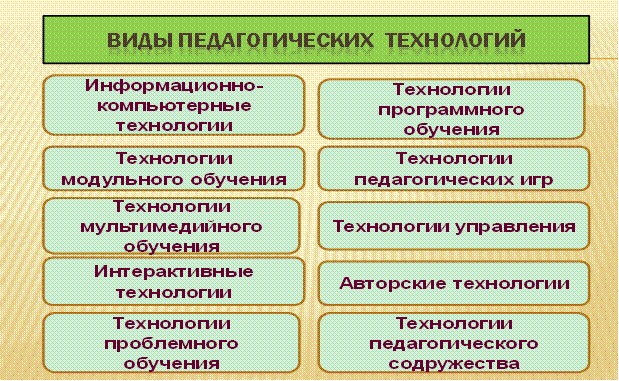 ВИДЫ ПЕДАГОГИЧЕСКИХ ТЕХНОЛОГИЙ
Информационно-
компьютерные
технологии
Технологии
программного
обучения
Технологии
модульного обучения
Технологии
педагогических игр
Технологии
мультимедийного
обучения
Технологии управления
Интерактивные
технологии
Авторские технологии
Технологии
проблемного
обучения
Технологии
педагогического
содружества